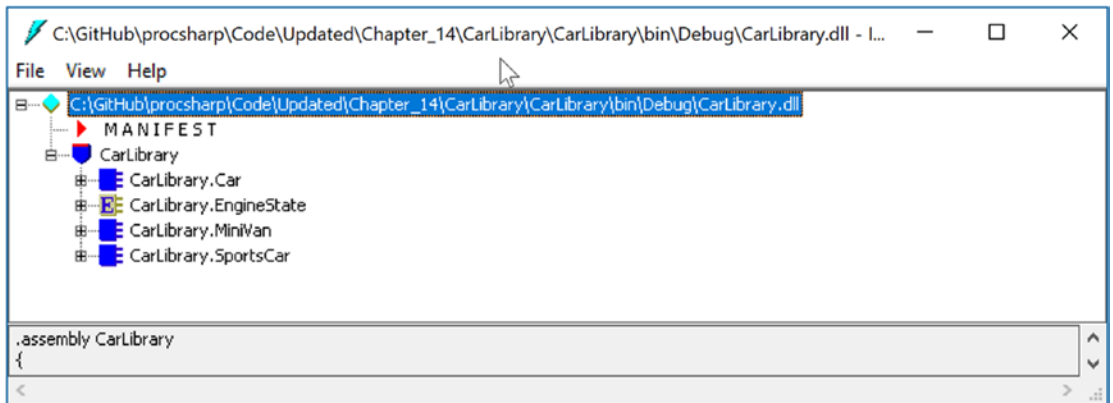 C:\GitHub\procsharp\Code\Updated\Chapter_14\CarLibrary\CarLibrary\bin\Debug\CarLibrary.dll - I...
File View Help
C:\GitHub\procsharp\Code\Updated\Chapter_14\CarLibrary\CarLibrary\bin\Debug\CarLibrary.dll
M A N I F E S T
CarLibrary
CarLibrary.Car
E CarLibrary.EngineState
CarLibrary.MiniVan
CarLibrary.SportsCar
.assembly CarLibrary
{